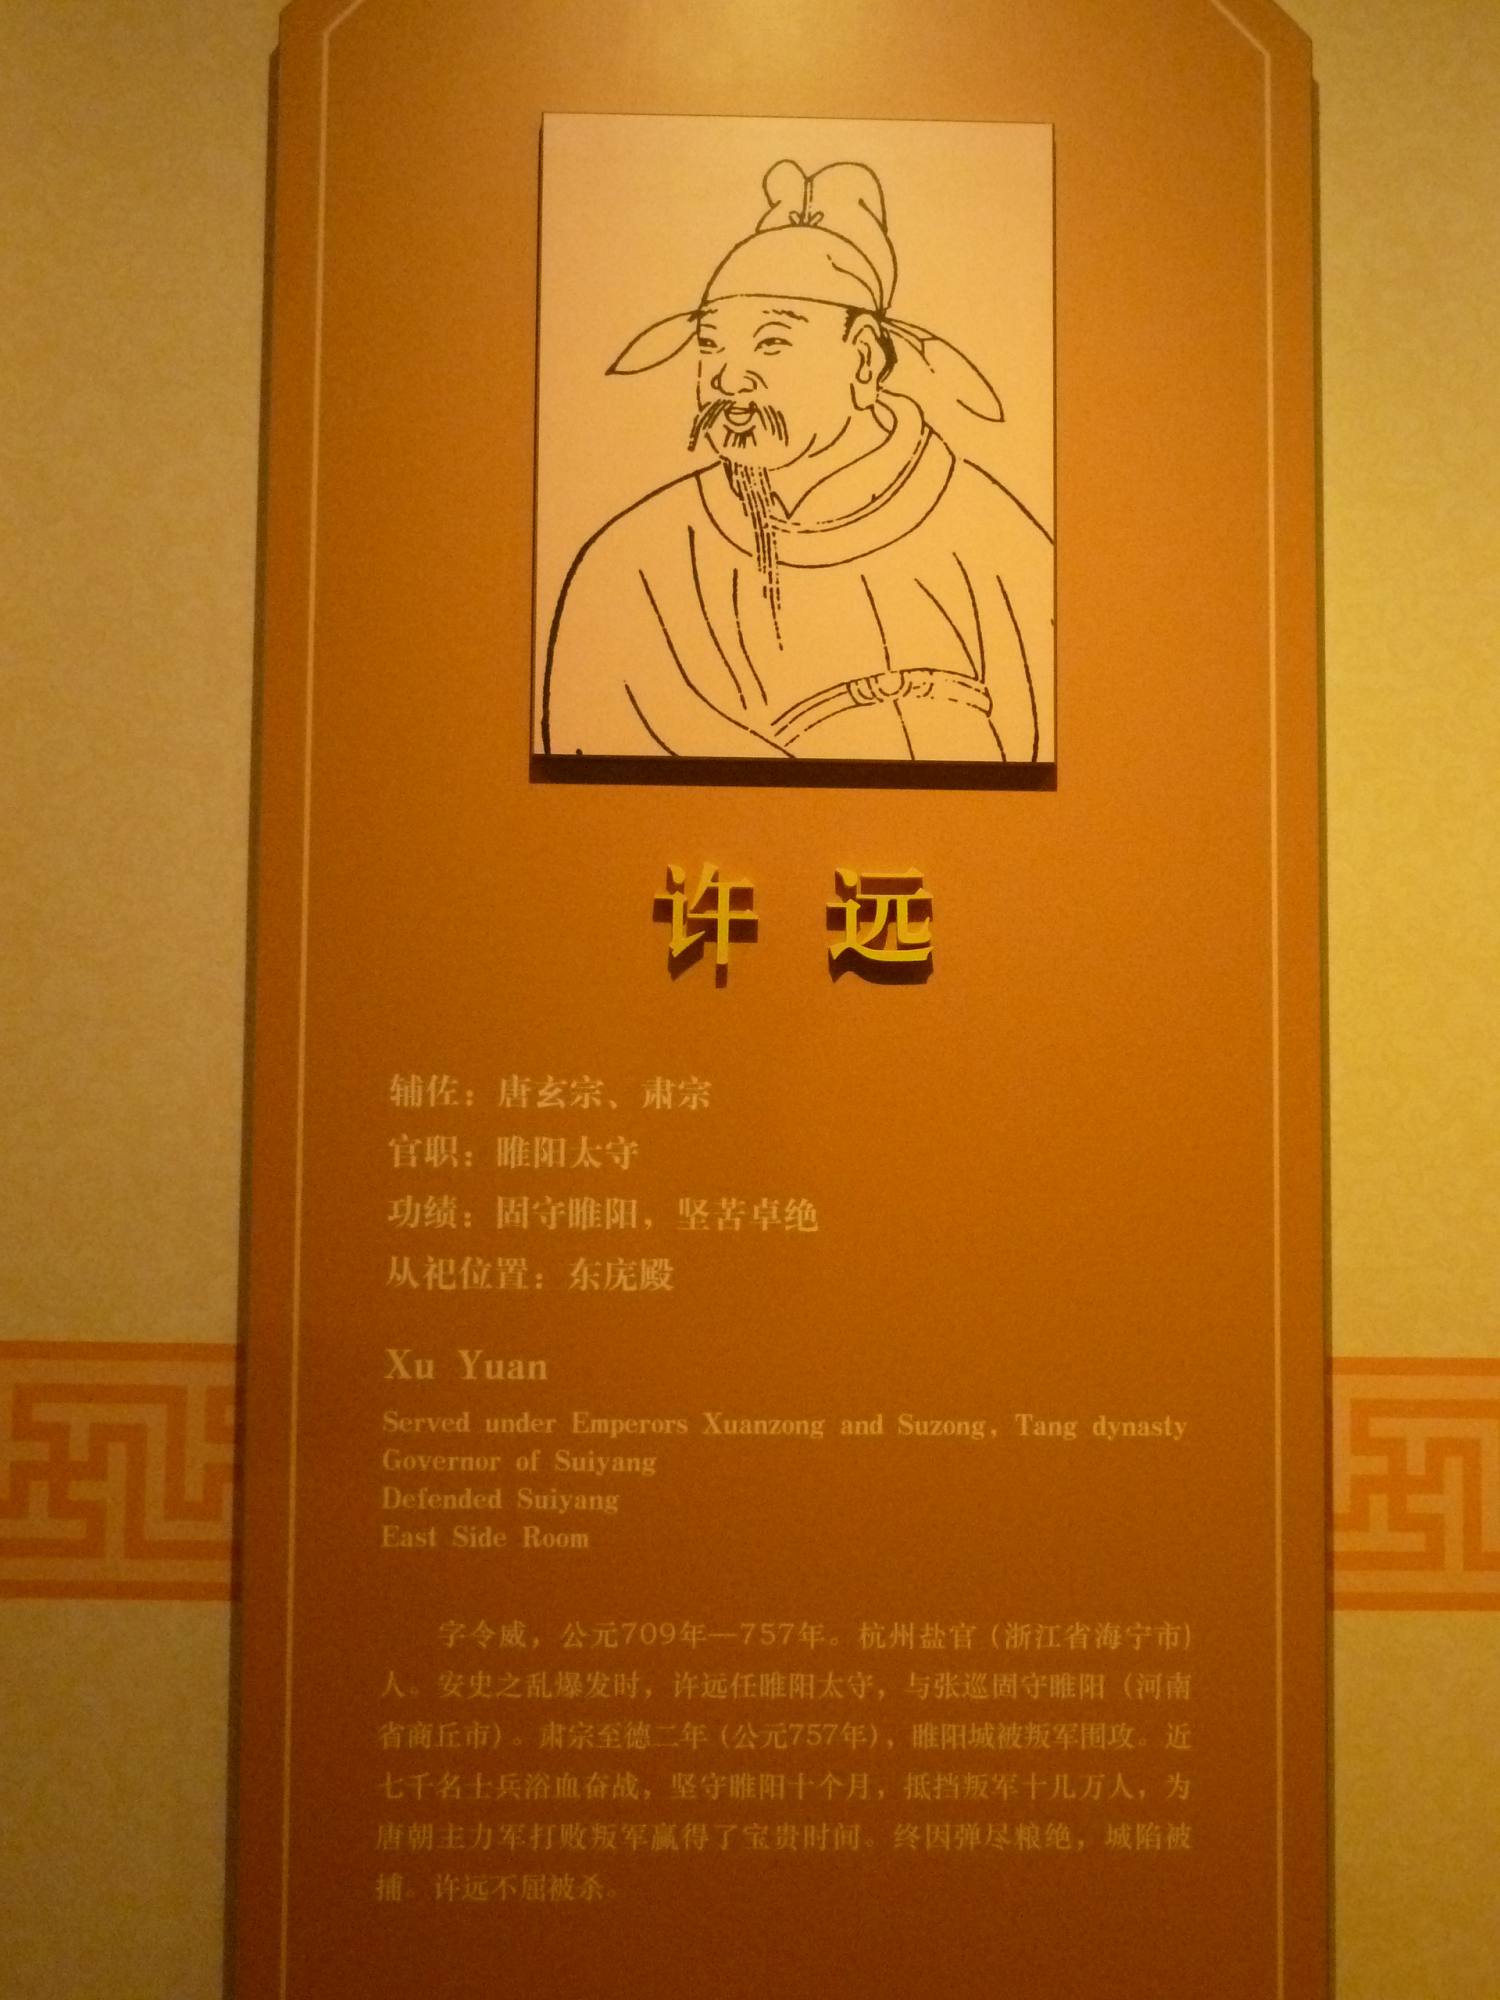 许 远
辅佐：唐玄宗、肃宗
官职：睢阳太守
功绩：固守睢阳，坚苦卓绝
从祀位置：东庑殿
Xu Yuan
Served under Emperors Xuanzong and Suzong, Tang dynasty
Governor of Suiyang
Defended Suiyang
East Side Room
字令威，公元709年—757年。杭州盐官（浙江省海宁市）
人。安史之乱爆发时，许远任睢阳太守，与张巡固守睢阳（河南
省商丘市）。肃宗至德二年（公元757年），睢阳城被叛军围攻。近
七千名士兵浴血奋战，坚守睢阳十个月，抵挡叛军十几万人，为
唐朝主力军打败叛军赢得了宝贵时间。终因弹尽粮绝，城陷被
捕。许远不屈被杀。